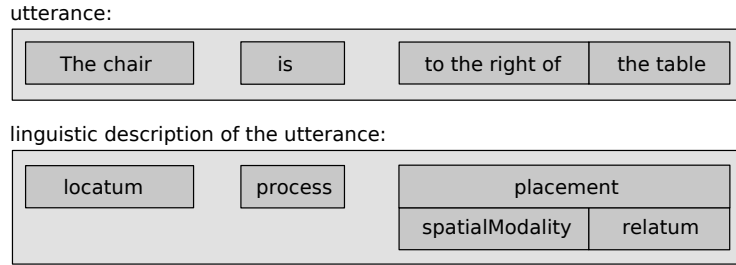 utterance:
The chair is to the right of the table
linguistic description of the utterance:
locatum process placement
spatialModality relatum